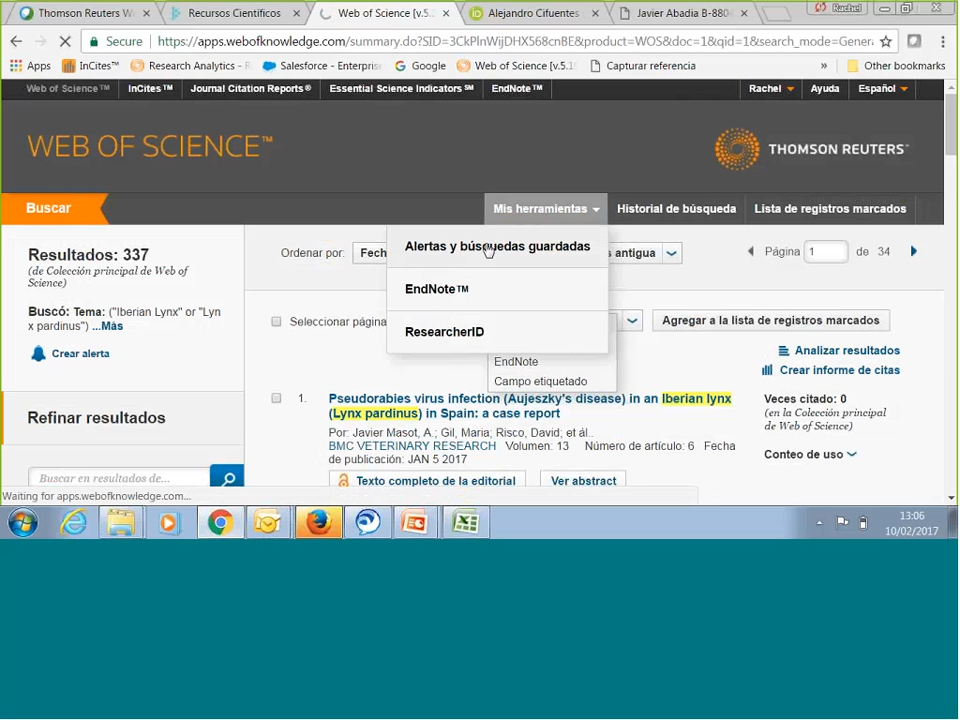 Thomson Reuters W
Recursos Científicos
Web of Science [v.5.
Alejandro Cifuentes
Javier Abadia B-880
Rachel
Secure https://apps.webofknowledge.com/summary.do?SID=3CkPlnWijDHX568cnBE&product=WOS&doc=1&qid=1&search_mode=Gener
Apps InCites™ Research Analytics - Salesforce - Enterpris Google Web of Science [v.5.1 Capturar referencia » Other bookmarks
Web of Science™ InCites™ Journal Citation Reports® Essential Science Indicators℠ EndNote™ Rachel Ayuda Español
WEB OF SCIENCE™
THOMSON REUTERS™
Buscar Mis herramientas Historial de búsqueda Lista de registros marcados
Resultados: 337
(de Colección principal de Web of
Science)
Buscó: Tema: ("Iberian Lynx" or "Lyn
x pardinus") ...Más
Crear alerta
Refinar resultados
Buscar en resultados de...
Ordenar por: Fech s antigua
Página 1 de 34
Alertas y búsquedas guardadas
EndNote™
ResearcherID
Seleccionar página
Agregar a la lista de registros marcados
EndNote
Campo etiquetado
Analizar resultados
Crear informe de citas
1. Pseudorabies virus infection (Aujeszky's disease) in an Iberian lynx
(Lynx pardinus) in Spain: a case report
Por: Javier Masot, A.; Gil, Maria; Risco, David; et ál..
BMC VETERINARY RESEARCH Volumen: 13 Número de artículo: 6 Fecha
de publicación: JAN 5 2017
Texto completo de la editorial Ver abstract
Veces citado: 0
(en la Colección principal
de Web of Science)
Conteo de uso
Waiting for apps.webofknowledge.com...
13:06
10/02/2017